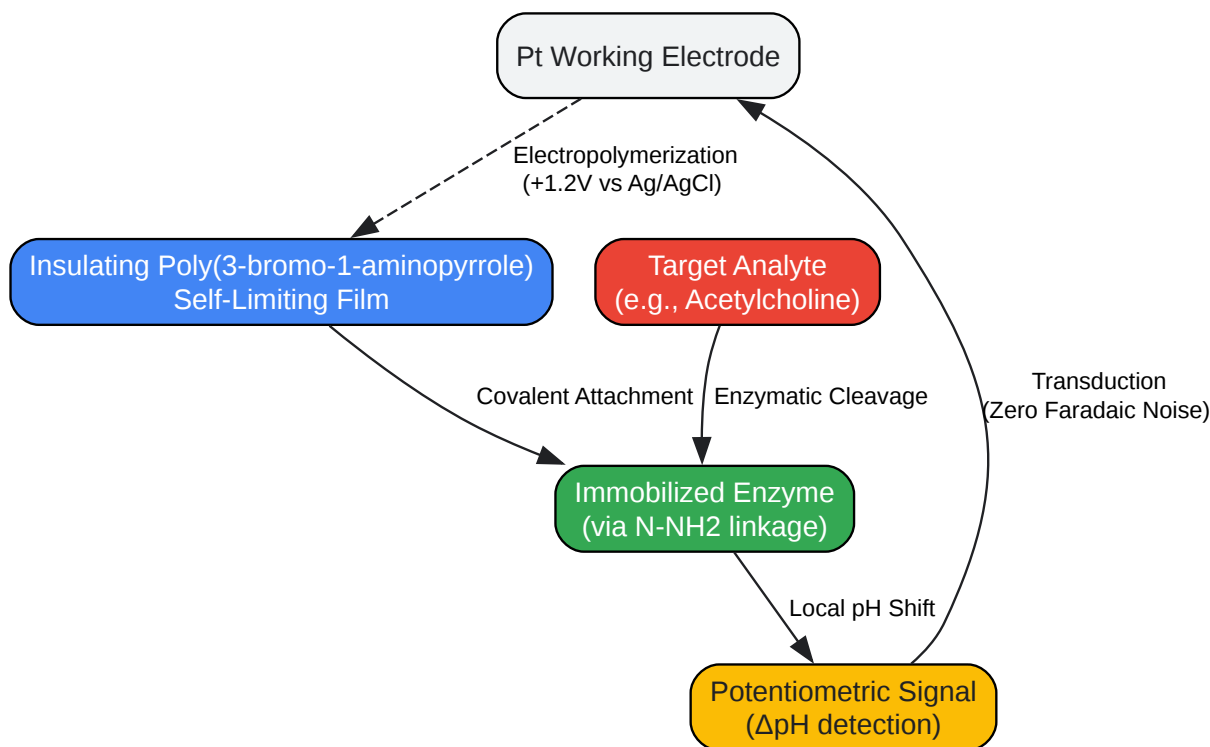 Pt Working Electrode
Electropolymerization
(+1.2V vs Ag/AgCl)
Insulating Poly(3-bromo-1-aminopyrrole)
Self-Limiting Film
Target Analyte
(e.g., Acetylcholine)
Covalent Attachment
Enzymatic Cleavage
Transduction
(Zero Faradaic Noise)
Immobilized Enzyme
(via N-NH2 linkage)
Local pH Shift
Potentiometric Signal
(ΔpH detection)